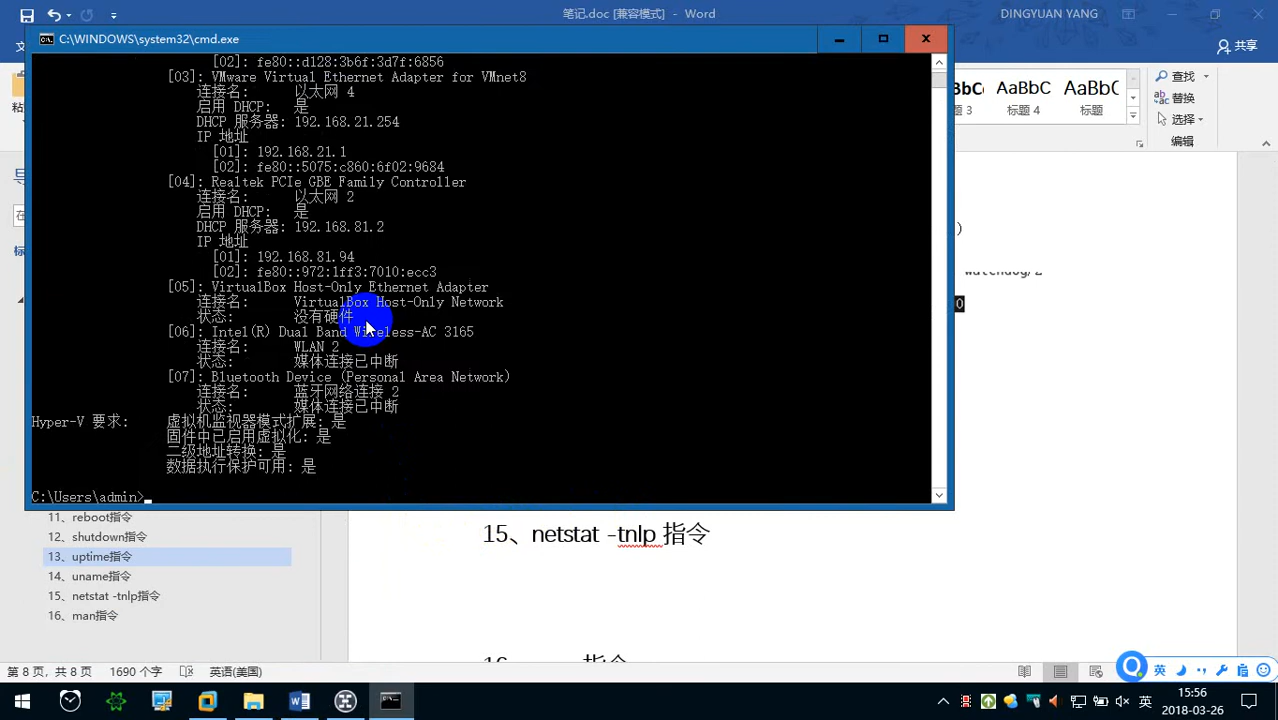 笔记.doc [兼容模式] - Word
DINGYUAN YANG
C:\WINDOWS\system32\cmd.exe
共享
[02]: fe80::d128:3b6f:3d7f:6856
[03]: VMware Virtual Ethernet Adapter for VMnet8
连接名: 以太网 4
启用 DHCP: 是
DHCP 服务器: 192.168.21.254
IP 地址
[01]: 192.168.21.1
[02]: fe80::5075:c860:6f02:9684
[04]: Realtek PCIe GBE Family Controller
连接名: 以太网 2
启用 DHCP: 是
DHCP 服务器: 192.168.81.2
IP 地址
[01]: 192.168.81.94
[02]: fe80::972:1ff3:7010:ecc3
[05]: VirtualBox Host-Only Ethernet Adapter
连接名: VirtualBox Host-Only Network
状态: 没有硬件
[06]: Intel(R) Dual Band Wireless-AC 3165
连接名: WLAN 2
状态: 媒体连接已中断
[07]: Bluetooth Device (Personal Area Network)
连接名: 蓝牙网络连接 2
状态: 媒体连接已中断
Hyper-V 要求: 虚拟机监视器模式扩展: 是
固件中已启用虚拟化: 是
二级地址转换: 是
数据执行保护可用: 是
C:\Users\admin>
AaBbC AaBbC
标题 3 标题 4 标题
查找
替换
选择
编辑
11、reboot指令
12、shutdown指令
13、uptime指令
14、uname指令
15、netstat -tnlp指令
16、man指令
15、netstat -tnlp 指令
第 8 页，共 8 页 1690 个字 英语(美国)
英
英
15:56
2018-03-26